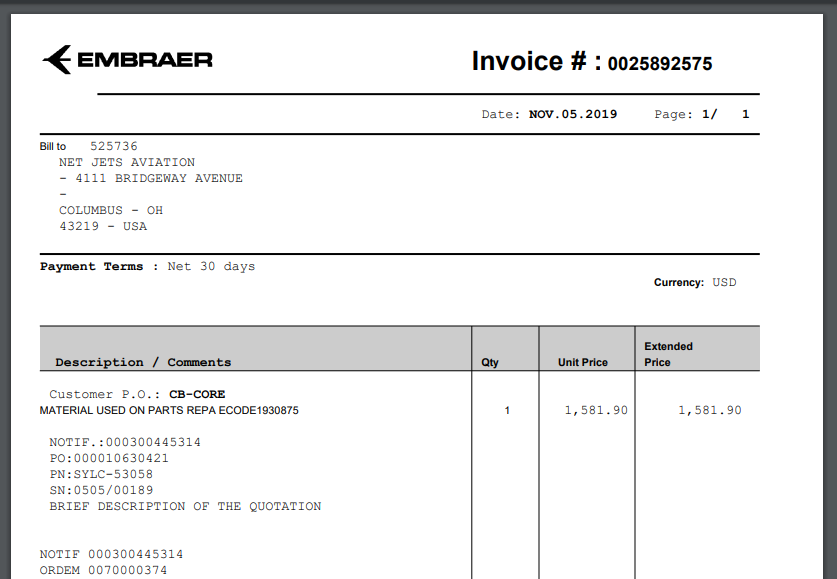 EMBRAER
Invoice # : 0025892575
Date: NOV.05.2019 Page: 1/ 1
Bill to 525736
NET JETS AVIATION
- 4111 BRIDGEWAY AVENUE
-
COLUMBUS - OH
43219 - USA
Payment Terms : Net 30 days
Currency: USD
Description / Comments Qty Unit Price Extended Price
Customer P.O.: CB-CORE
MATERIAL USED ON PARTS REPA ECODE1930875 1 1,581.90 1,581.90
NOTIF.:000300445314
PO:000010630421
PN:SYLC-53058
SN:0505/00189
BRIEF DESCRIPTION OF THE QUOTATION
NOTIF 000300445314
ORDEM 0070000374